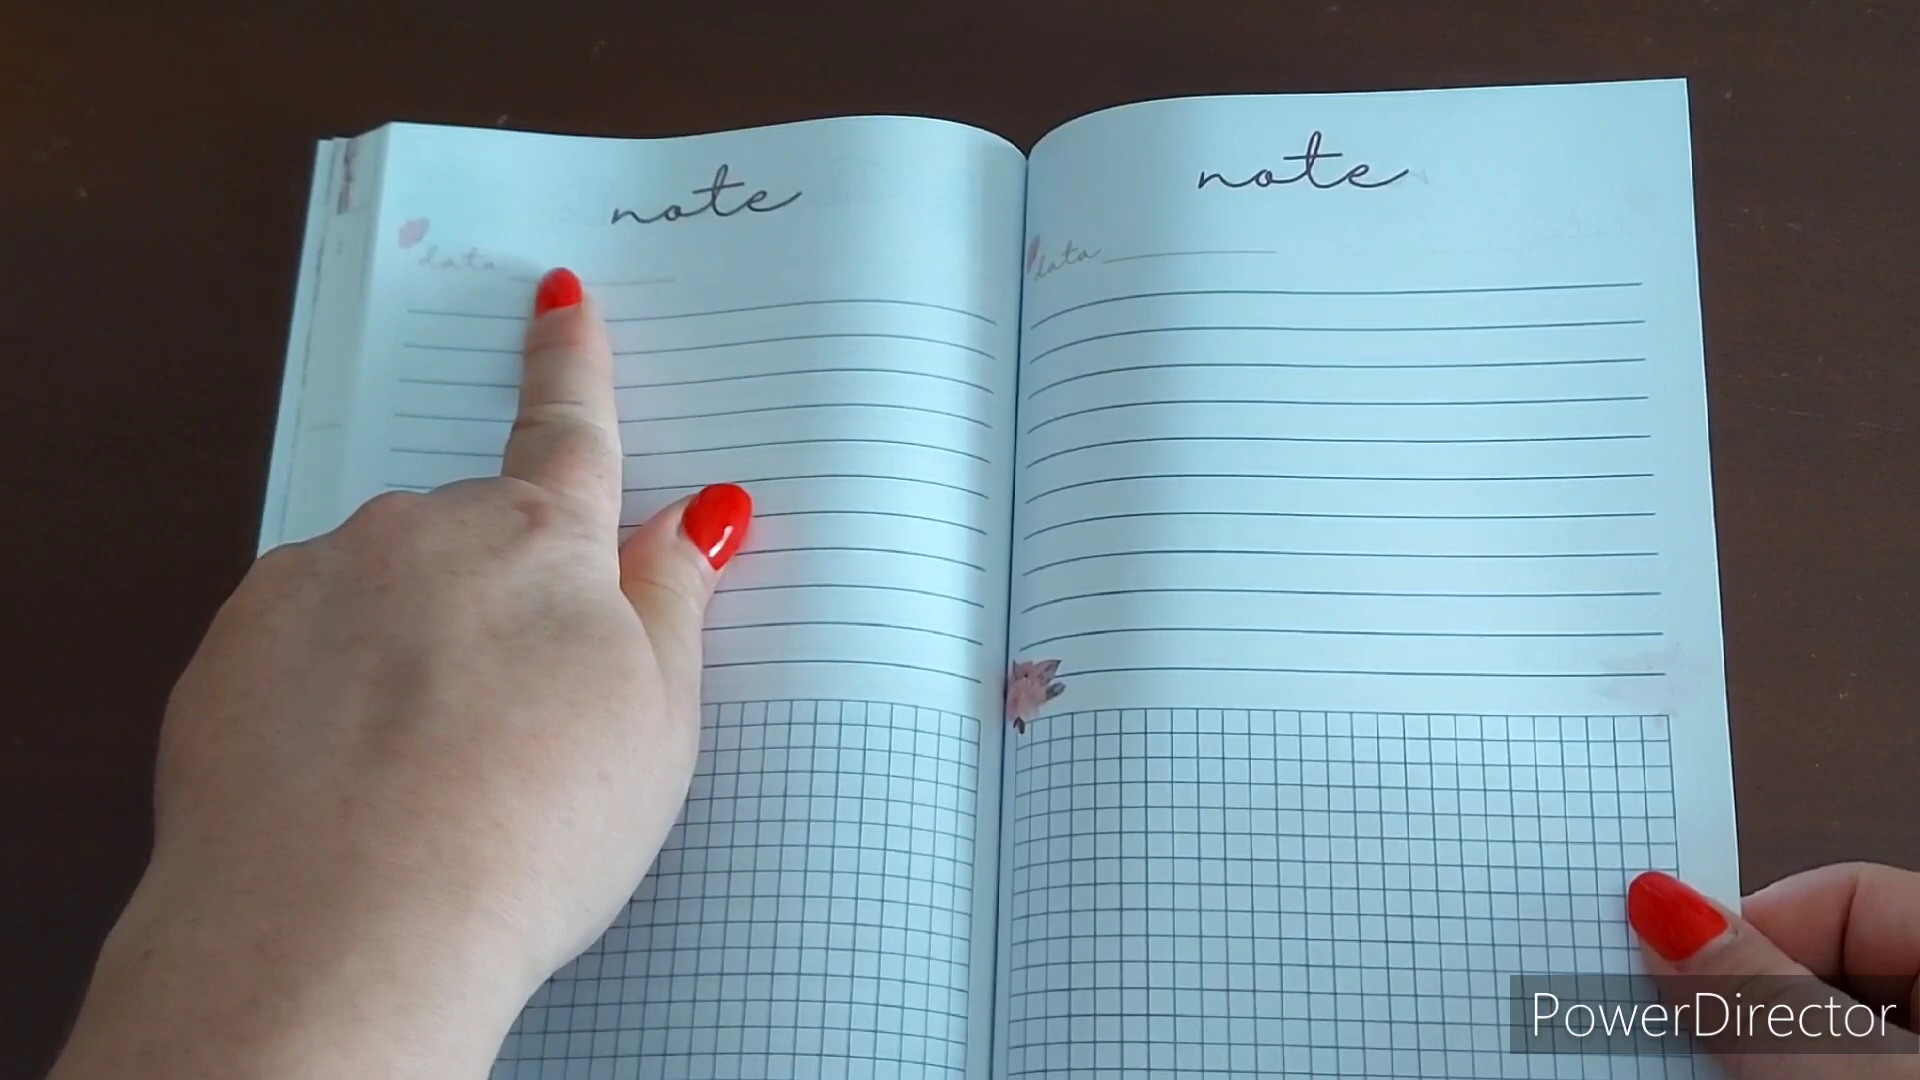 note
data
note
data
PowerDirector